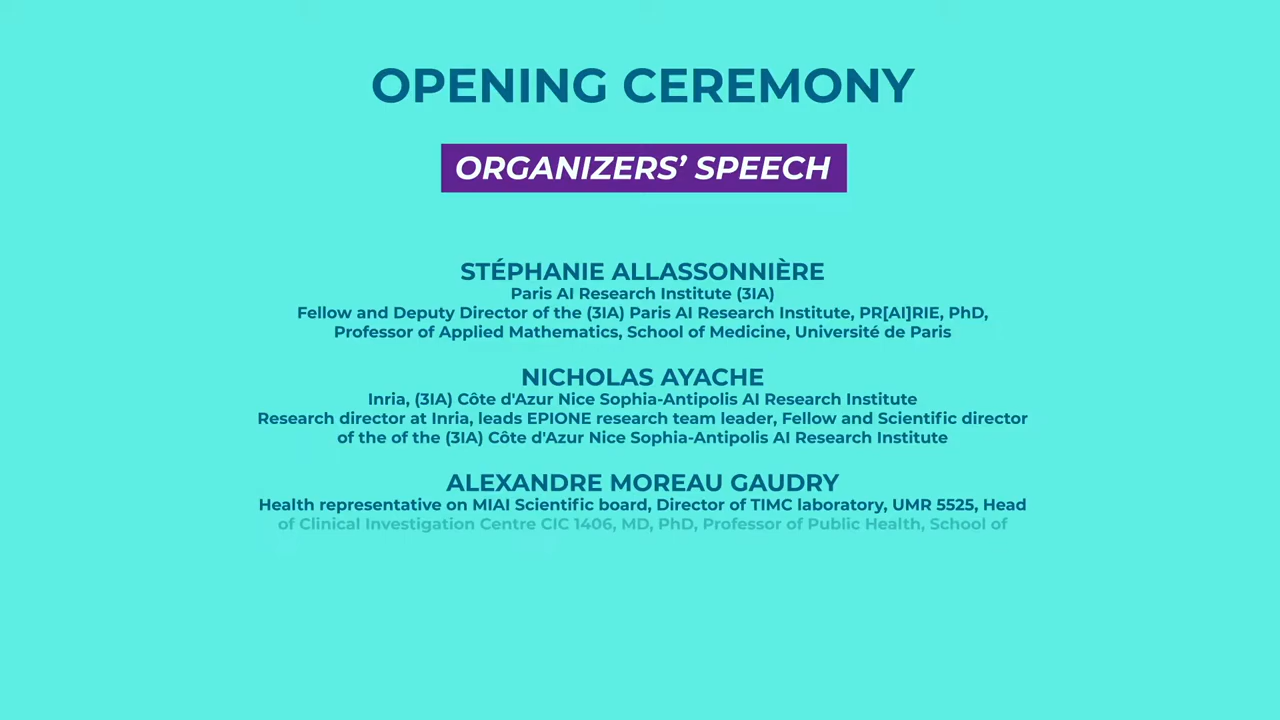 OPENING CEREMONY
ORGANIZERS’ SPEECH
STÉPHANIE ALLASSONNIÈRE
Paris AI Research Institute (3IA)
Fellow and Deputy Director of the (3IA) Paris AI Research Institute, PR[AI]RIE, PhD,
Professor of Applied Mathematics, School of Medicine, Université de Paris
NICHOLAS AYACHE
Inria, (3IA) Côte d'Azur Nice Sophia-Antipolis AI Research Institute
Research director at Inria, leads EPIONE research team leader, Fellow and Scientific director
of the of the (3IA) Côte d'Azur Nice Sophia-Antipolis AI Research Institute
ALEXANDRE MOREAU GAUDRY
Health representative on MIAI Scientific board, Director of TIMC laboratory, UMR 5525, Head
of Clinical Investigation Centre CIC 1406, MD, PhD, Professor of Public Health, School of